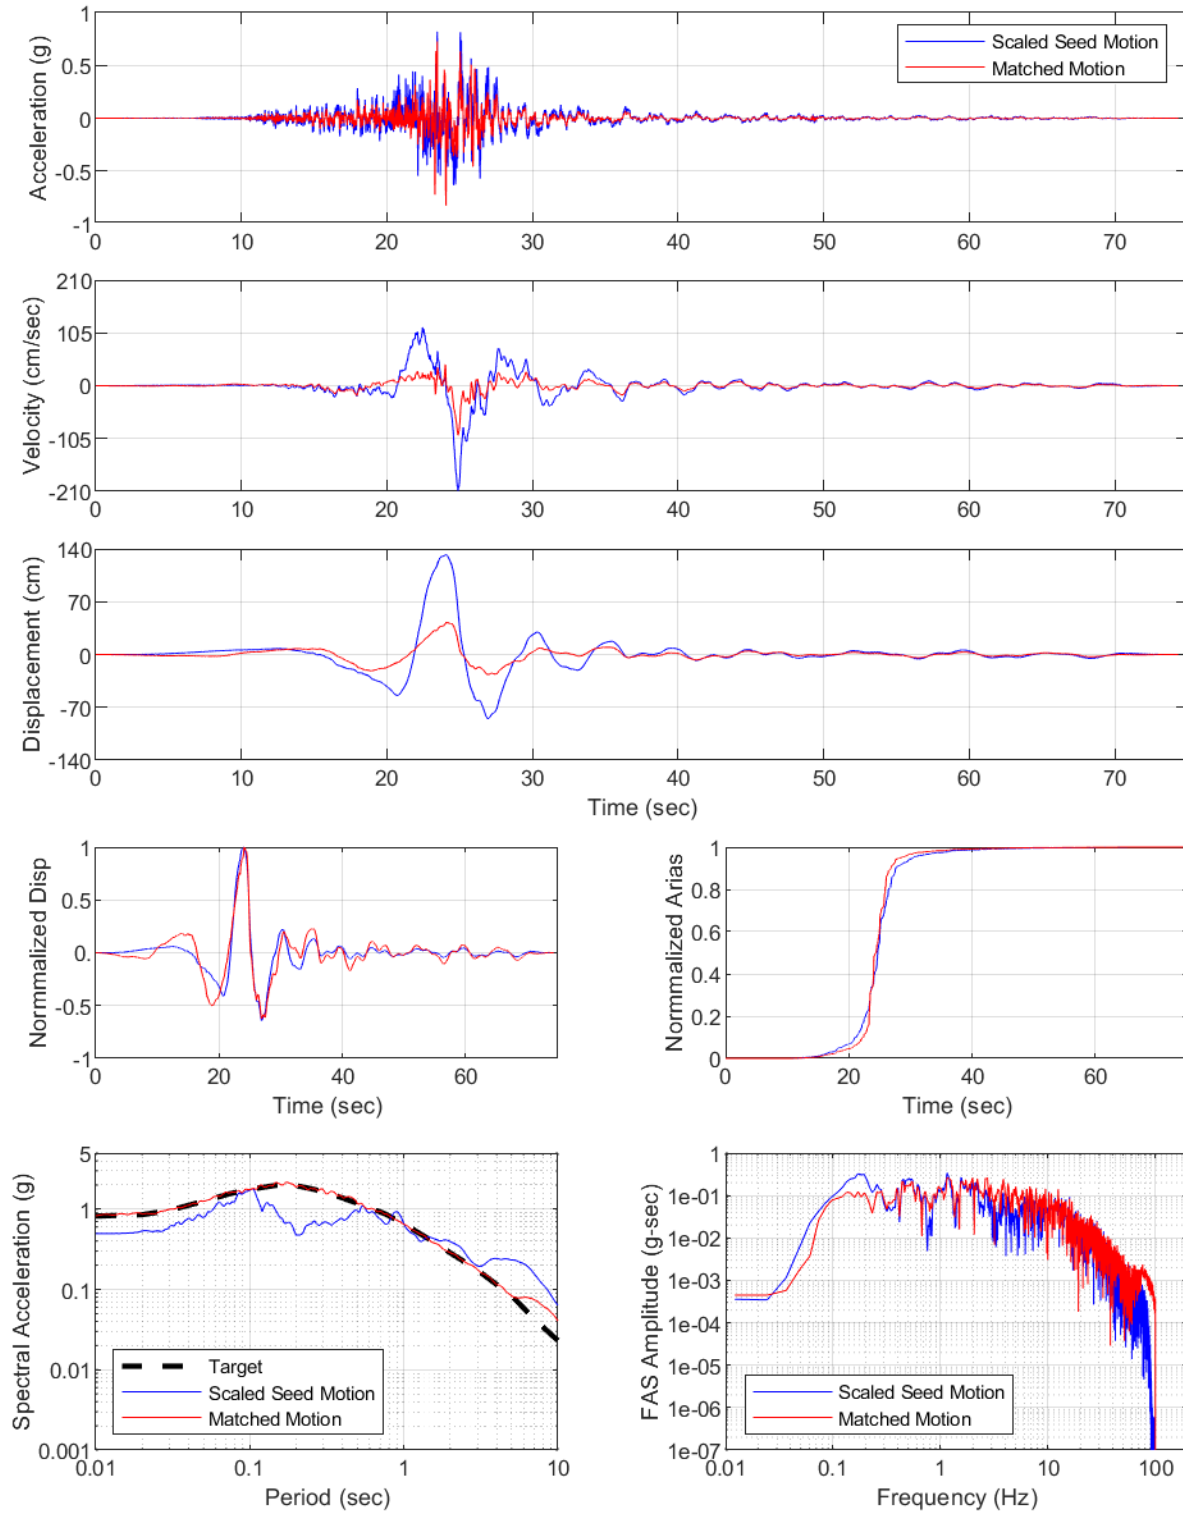 1
0.5
0
-0.5
-1
Acceleration (g)
Scaled Seed Motion
Matched Motion
0 10 20 30 40 50 60 70
210
105
0
-105
-210
Velocity (cm/sec)
0 10 20 30 40 50 60 70
140
70
0
-70
-140
Displacement (cm)
0 10 20 30 40 50 60 70
Time (sec)
1
0.5
0.
-0.5
-1
Normmalized Disp
0 20 40 60
Time (sec)
1
0.8
0.6
0.4
0.2
0
Normmalized Arias
0 20 40 60
Time (sec)
5
1
0.1
0.01
0.001
Spectral Acceleration (g)
Target
Scaled Seed Motion
Matched Motion
0.01 0.1 1 10
Period (sec)
1
1e-01
1e-02
1e-03
1e-04
1e-05
1e-06
1e-07
FAS Amplitude (g-sec)
Scaled Seed Motion
Matched Motion
0.01 0.1 1 10 100
Frequency (Hz)